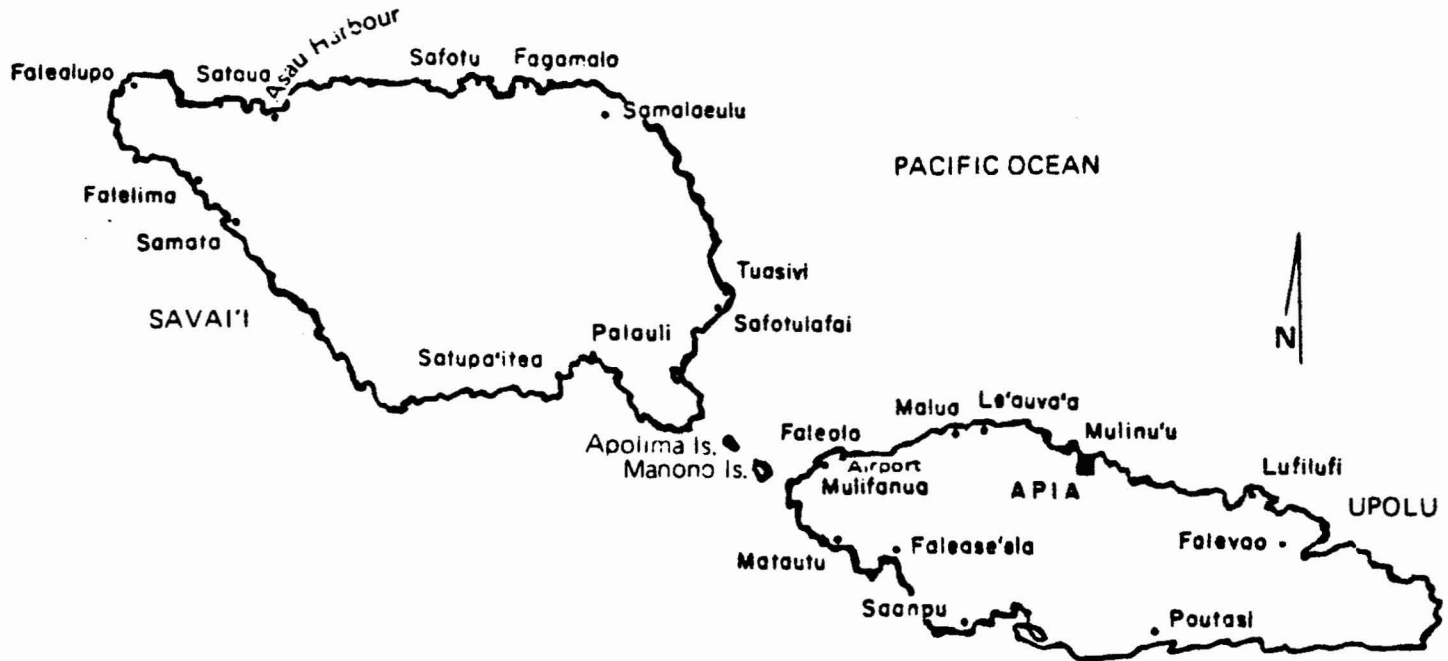 Asau Harbour
Safotu
Fagamalo
Falealupo
Sataua
Samalaeulu
PACIFIC OCEAN
Falelima
Samata
Tuasivi
SAVAI'I
Safotulafai
N
Palauli
Satupa'itea
Malua
Le'auva'a
Apolima Is.
Faleolo
Mulinu'u
Manono Is.
Airport
Mulifanua
APIA
Lufilufi
UPOLU
Matautu
Falease'ela
Falevao
Saanpu
Poutasi